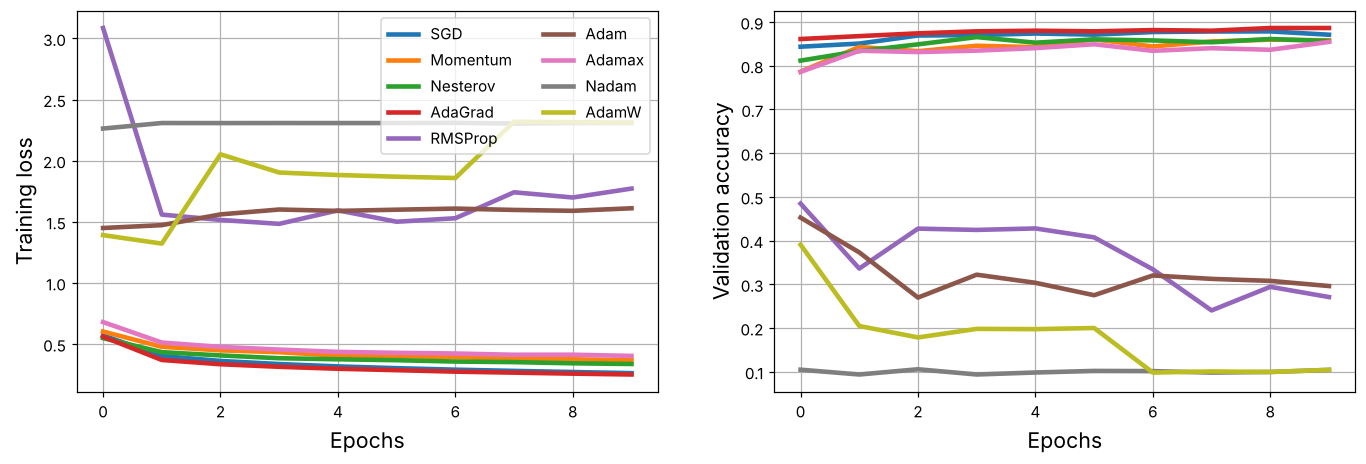 3.0
2.5
2.0
1.5
1.0
0.5
0 2 4 6 8
Training loss
Epochs
SGD
Momentum
Nesterov
AdaGrad
RMSProp
Adam
Adamax
Nadam
AdamW
0.9
0.8
0.7
0.6
0.5
0.4
0.3
0.2
0.1
0 2 4 6 8
Validation accuracy
Epochs